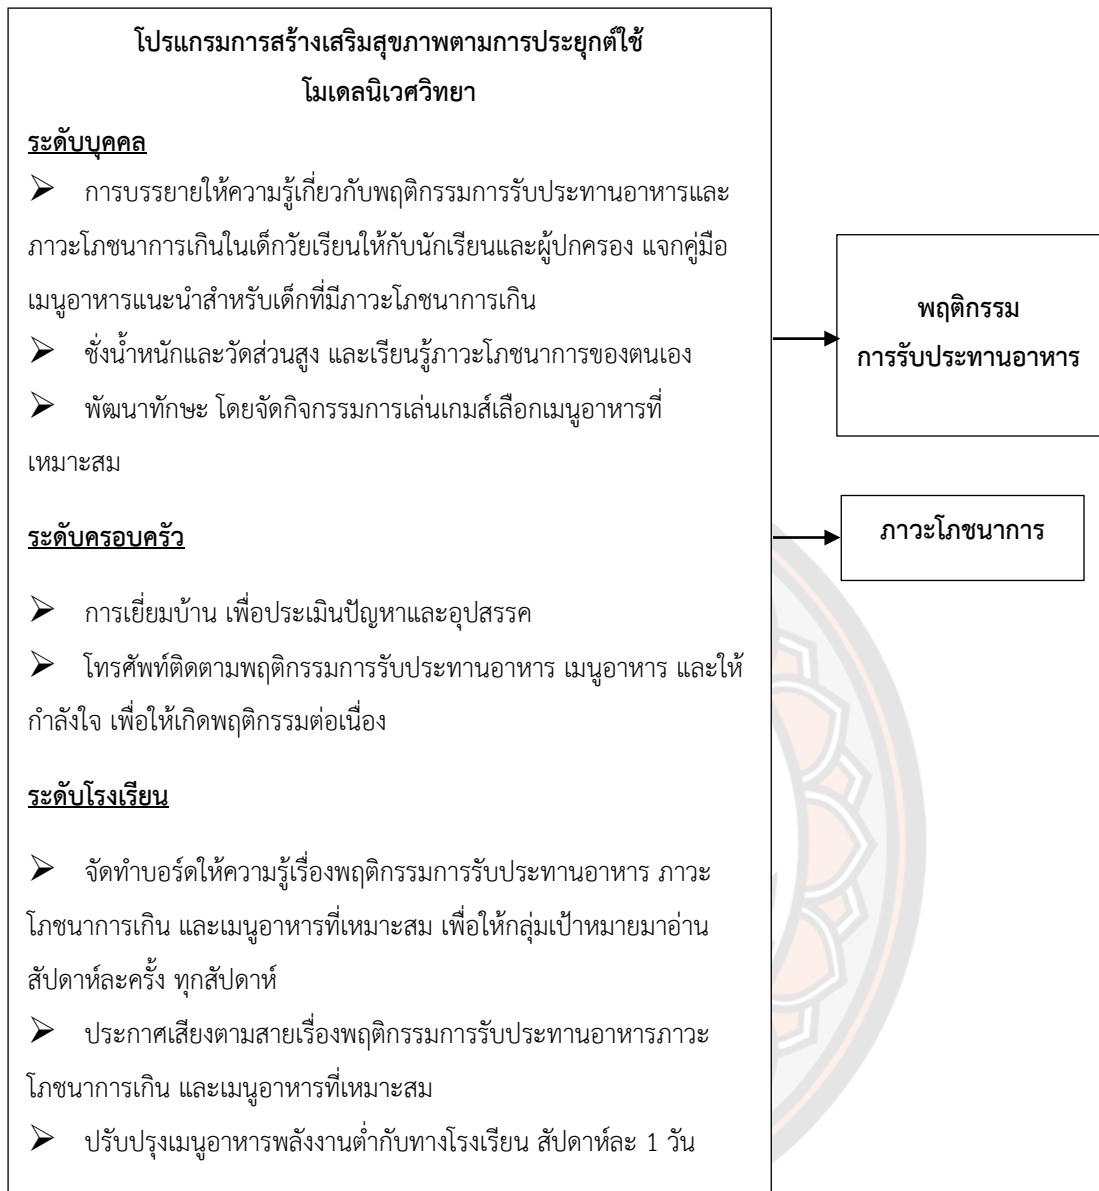 โปรแกรมการสร้างเสริมสุขภาพตามการประยุกต์ใช้
โมเดลนิเวศวิทยา
ระดับบุคคล
➢ การบรรยายให้ความรู้เกี่ยวกับพฤติกรรมการรับประทานอาหารและ
ภาวะโภชนาการเกินในเด็กวัยเรียนให้กับนักเรียนและผู้ปกครอง แจกคู่มือ
เมนูอาหารแนะนำสำหรับเด็กที่มีภาวะโภชนาการเกิน
➢ ชั่งน้ำหนักและวัดส่วนสูง และเรียนรู้ภาวะโภชนาการของตนเอง
➢ พัฒนาทักษะ โดยจัดกิจกรรมการเล่นเกมส์เลือกเมนูอาหารที่
เหมาะสม
ระดับครอบครัว
➢ การเยี่ยมบ้าน เพื่อประเมินปัญหาและอุปสรรค
➢ โทรศัพท์ติดตามพฤติกรรมการรับประทานอาหาร เมนูอาหาร และให้
กำลังใจ เพื่อให้เกิดพฤติกรรมต่อเนื่อง
ระดับโรงเรียน
➢ จัดทำบอร์ดให้ความรู้เรื่องพฤติกรรมการรับประทานอาหาร ภาวะ
โภชนาการเกิน และเมนูอาหารที่เหมาะสม เพื่อให้กลุ่มเป้าหมายมาอ่าน
สัปดาห์ละครั้ง ทุกสัปดาห์
➢ ประกาศเสียงตามสายเรื่องพฤติกรรมการรับประทานอาหารภาวะ
โภชนาการเกิน และเมนูอาหารที่เหมาะสม
➢ ปรับปรุงเมนูอาหารพลังงานต่ำกับทางโรงเรียน สัปดาห์ละ 1 วัน
พฤติกรรม
การรับประทานอาหาร
ภาวะโภชนาการ